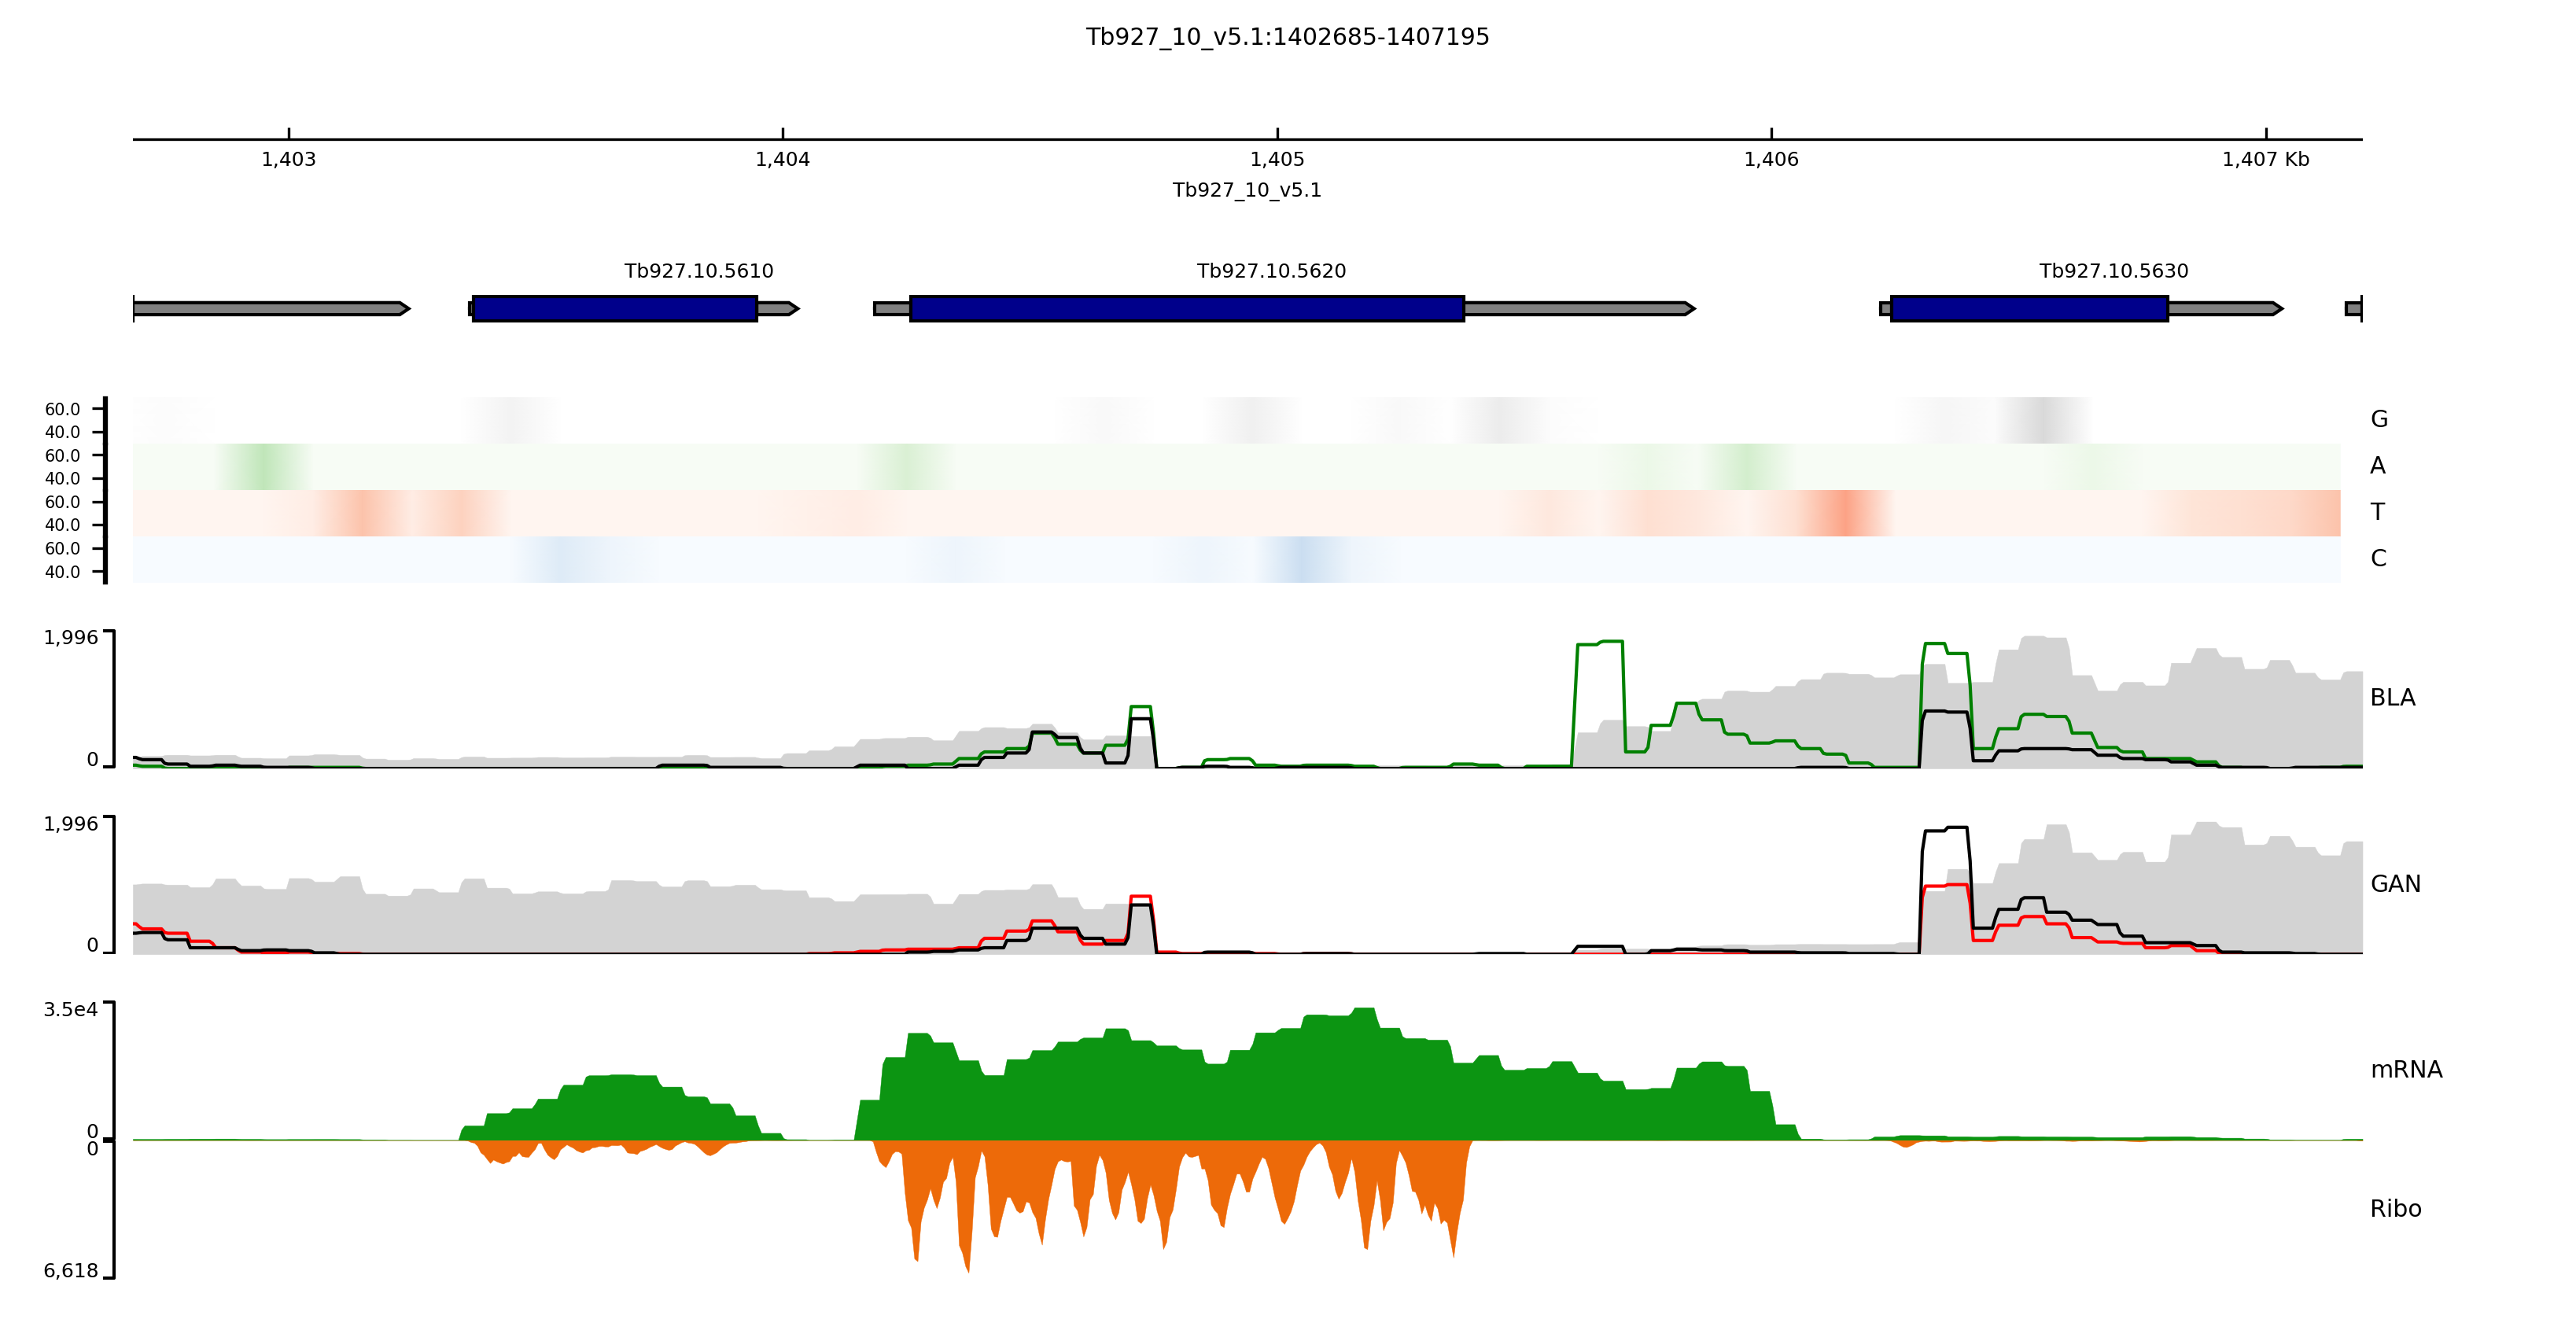 Tb927_10_v5.1:1402685-1407195
1,403 1,404 1,405 1,406 1,407 Kb
Tb927_10_v5.1
Tb927.10.5610 Tb927.10.5620 Tb927.10.5630
60.0
40.0
G
60.0
40.0
A
60.0
40.0
T
60.0
40.0
C
1,996
0
BLA
1,996
0
GAN
3.5e4
0
mRNA
0
6,618
Ribo